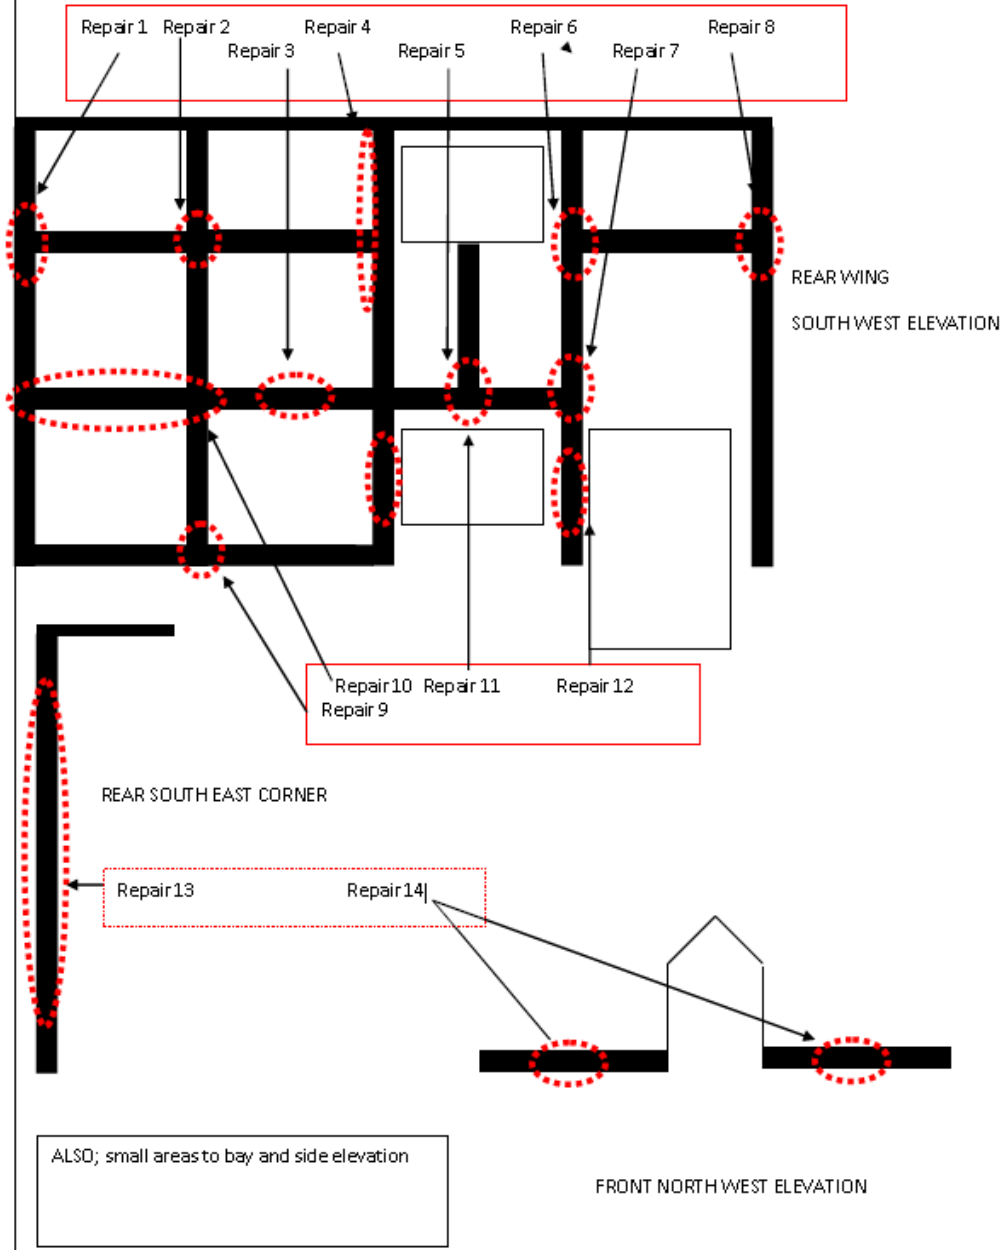 Repair 1 Repair 2 Repair 4 Repair 6 Repair 8
Repair 3 Repair 5 Repair 7
REAR WING
SOUTH WEST ELEVATION
Repair 10 Repair 11 Repair 12
Repair 9
REAR SOUTH EAST CORNER
Repair 13 Repair 14
ALSO; small areas to bay and side elevation
FRONT NORTH WEST ELEVATION